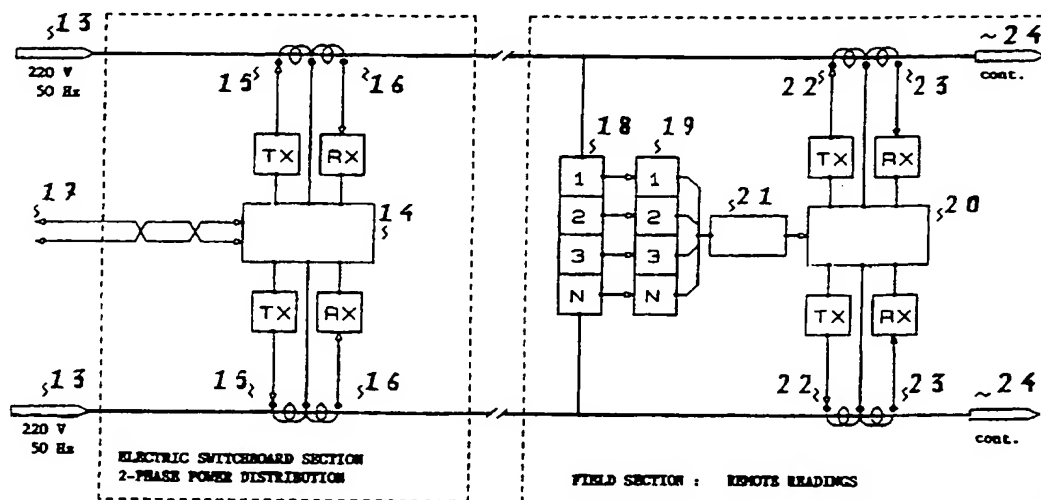 13
~24
220 V
50 Hz
15
16
22
23
cont.
18
19
TX
RX
TX
RX
17
14
1
1
21
20
2
2
3
3
N
N
TX
RX
TX
RX
13
15
16
22
23
~24
220 V
50 Hz
cont.
ELECTRIC SWITCHBOARD SECTION
2-PHASE POWER DISTRIBUTION
FIELD SECTION : REMOTE READINGS